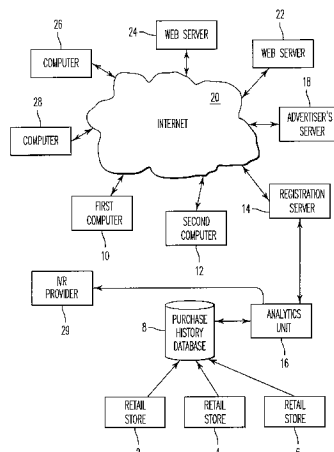 26
24
WEB SERVER
22
COMPUTER
WEB SERVER
20
18
28
INTERNET
ADVERTISER'S
SERVER
COMPUTER
14
REGISTRATION
SERVER
FIRST
COMPUTER
SECOND
COMPUTER
10
12
IVR
PROVIDER
29
8
PURCHASE
HISTORY
DATABASE
ANALYTICS
UNIT
16
RETAIL
STORE
RETAIL
STORE
RETAIL
STORE